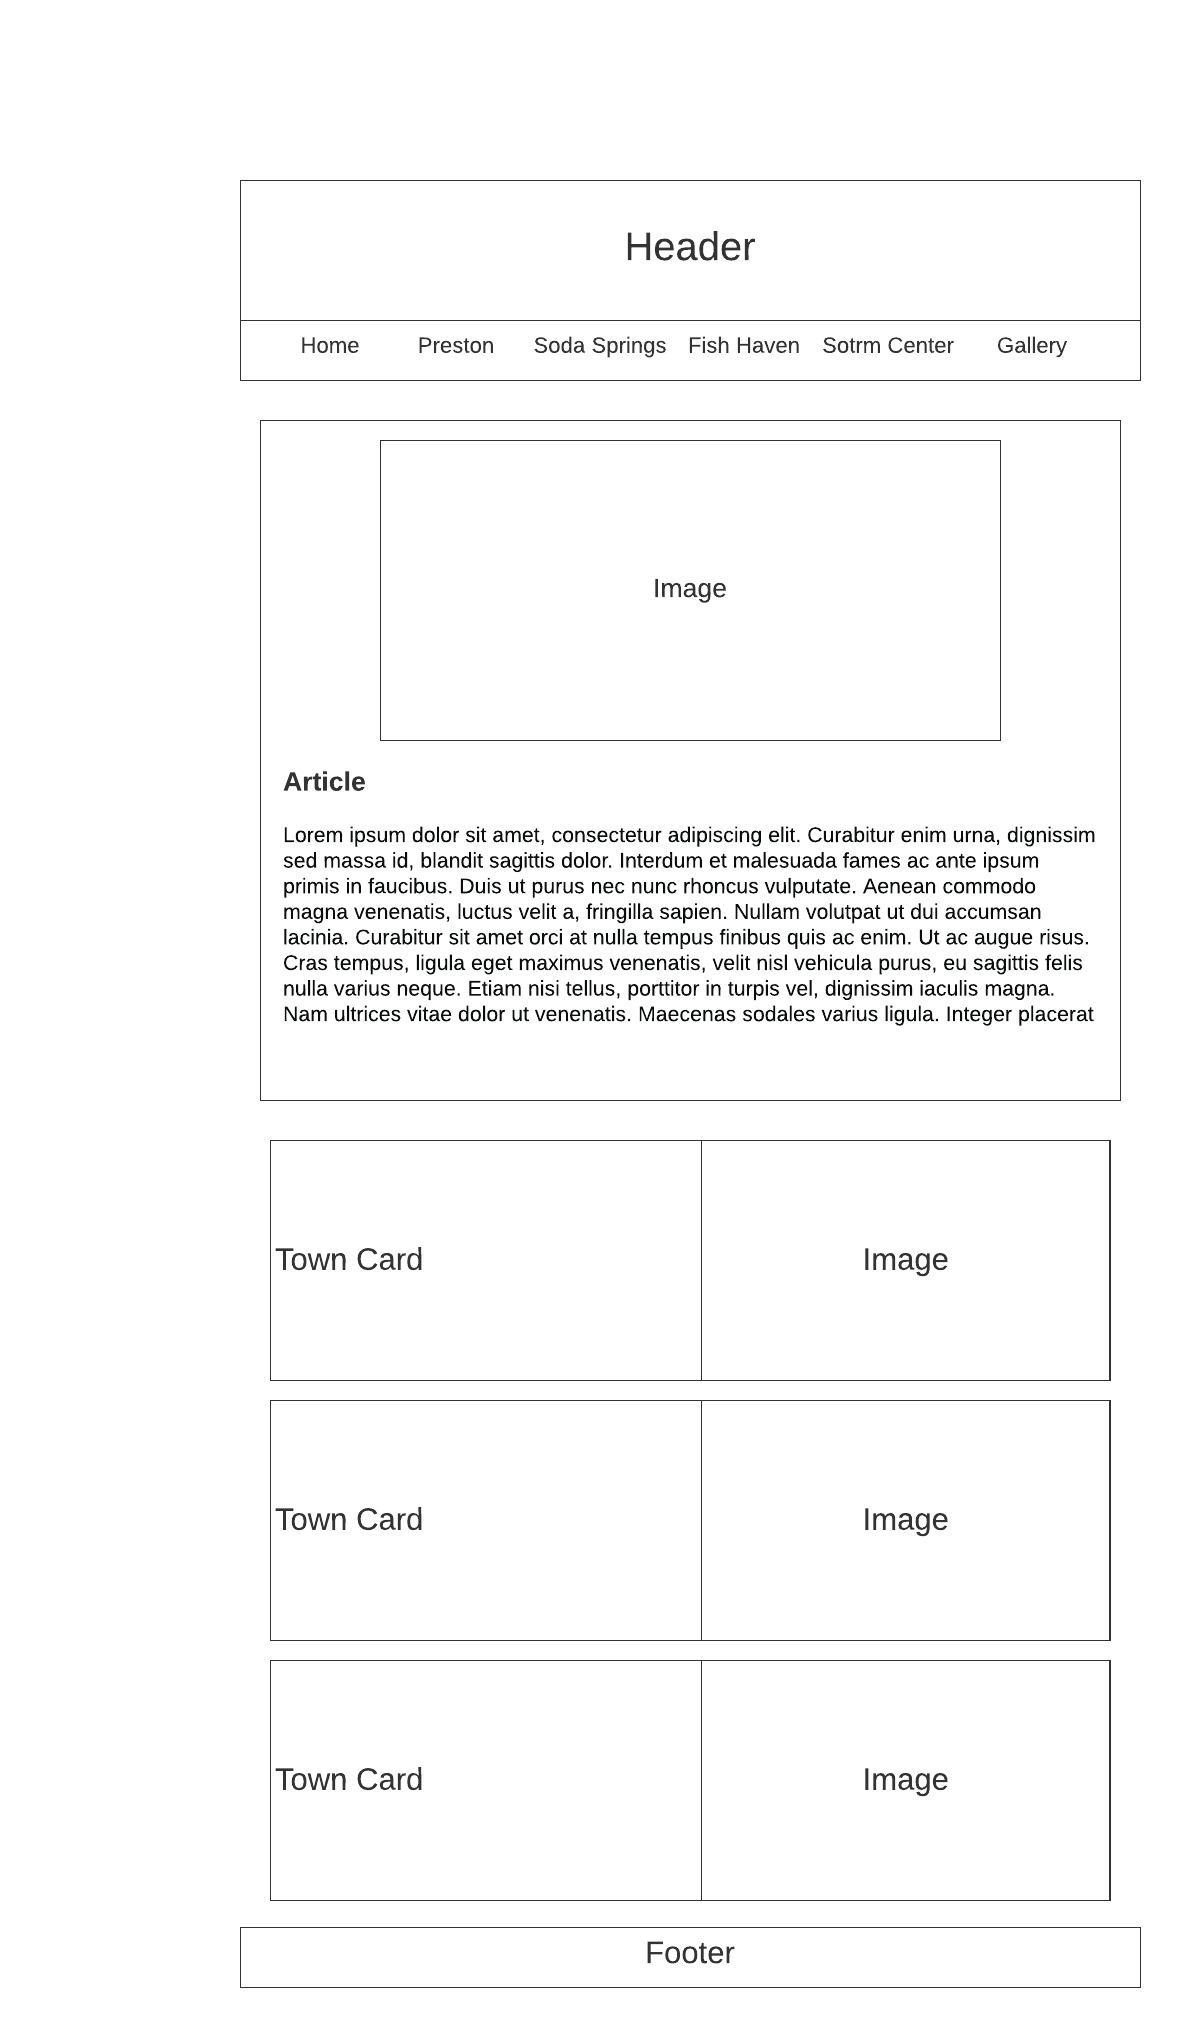 Header
Home Preston Soda Springs Fish Haven Sotrm Center Gallery
Image
Article
Lorem ipsum dolor sit amet, consectetur adipiscing elit. Curabitur enim urna, dignissim
sed massa id, blandit sagittis dolor. Interdum et malesuada fames ac ante ipsum
primis in faucibus. Duis ut purus nec nunc rhoncus vulputate. Aenean commodo
magna venenatis, luctus velit a, fringilla sapien. Nullam volutpat ut dui accumsan
lacinia. Curabitur sit amet orci at nulla tempus finibus quis ac enim. Ut ac augue risus.
Cras tempus, ligula eget maximus venenatis, velit nisl vehicula purus, eu sagittis felis
nulla varius neque. Etiam nisi tellus, porttitor in turpis vel, dignissim iaculis magna.
Nam ultrices vitae dolor ut venenatis. Maecenas sodales varius ligula. Integer placerat
Town Card Image
Town Card Image
Town Card Image
Footer